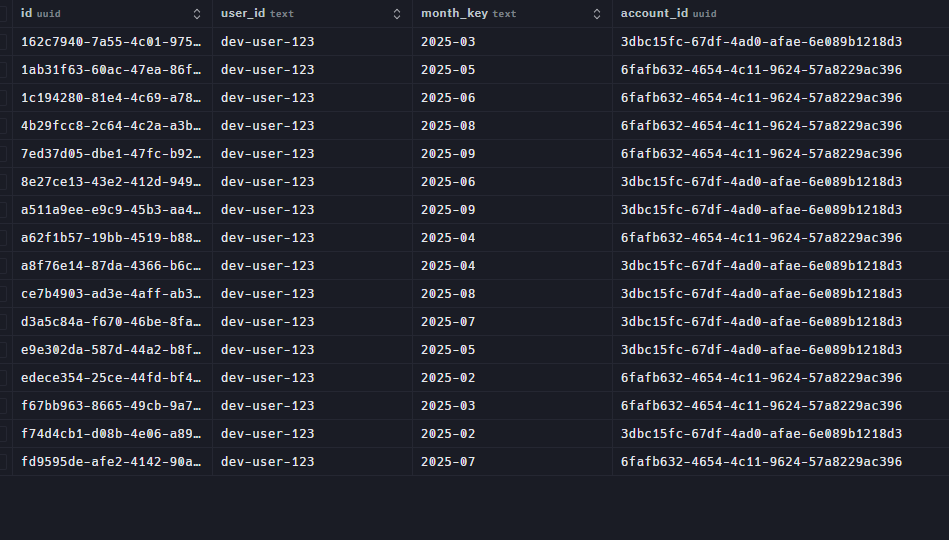 id uuid user_id text month_key text account_id uuid
162c7940-7a55-4c01-975… dev-user-123 2025-03 3dbc15fc-67df-4ad0-afae-6e089b1218d3
1ab31f63-60ac-47ea-86f… dev-user-123 2025-05 6fafb632-4654-4c11-9624-57a8229ac396
1c194280-81e4-4c69-a78… dev-user-123 2025-06 6fafb632-4654-4c11-9624-57a8229ac396
4b29fcc8-2c64-4c2a-a3b… dev-user-123 2025-08 6fafb632-4654-4c11-9624-57a8229ac396
7ed37d05-dbe1-47fc-b92… dev-user-123 2025-09 6fafb632-4654-4c11-9624-57a8229ac396
8e27ce13-43e2-412d-949… dev-user-123 2025-06 3dbc15fc-67df-4ad0-afae-6e089b1218d3
a511a9ee-e9c9-45b3-aa4… dev-user-123 2025-09 3dbc15fc-67df-4ad0-afae-6e089b1218d3
a62f1b57-19bb-4519-b88… dev-user-123 2025-04 6fafb632-4654-4c11-9624-57a8229ac396
a8f76e14-87da-4366-b6c… dev-user-123 2025-04 3dbc15fc-67df-4ad0-afae-6e089b1218d3
ce7b4903-ad3e-4aff-ab3… dev-user-123 2025-08 3dbc15fc-67df-4ad0-afae-6e089b1218d3
d3a5c84a-f670-46be-8fa… dev-user-123 2025-07 3dbc15fc-67df-4ad0-afae-6e089b1218d3
e9e302da-587d-44a2-b8f… dev-user-123 2025-05 3dbc15fc-67df-4ad0-afae-6e089b1218d3
edece354-25ce-44fd-bf4… dev-user-123 2025-02 6fafb632-4654-4c11-9624-57a8229ac396
f67bb963-8665-49cb-9a7… dev-user-123 2025-03 6fafb632-4654-4c11-9624-57a8229ac396
f74d4cb1-d08b-4e06-a89… dev-user-123 2025-02 3dbc15fc-67df-4ad0-afae-6e089b1218d3
fd9595de-afe2-4142-90a… dev-user-123 2025-07 6fafb632-4654-4c11-9624-57a8229ac396